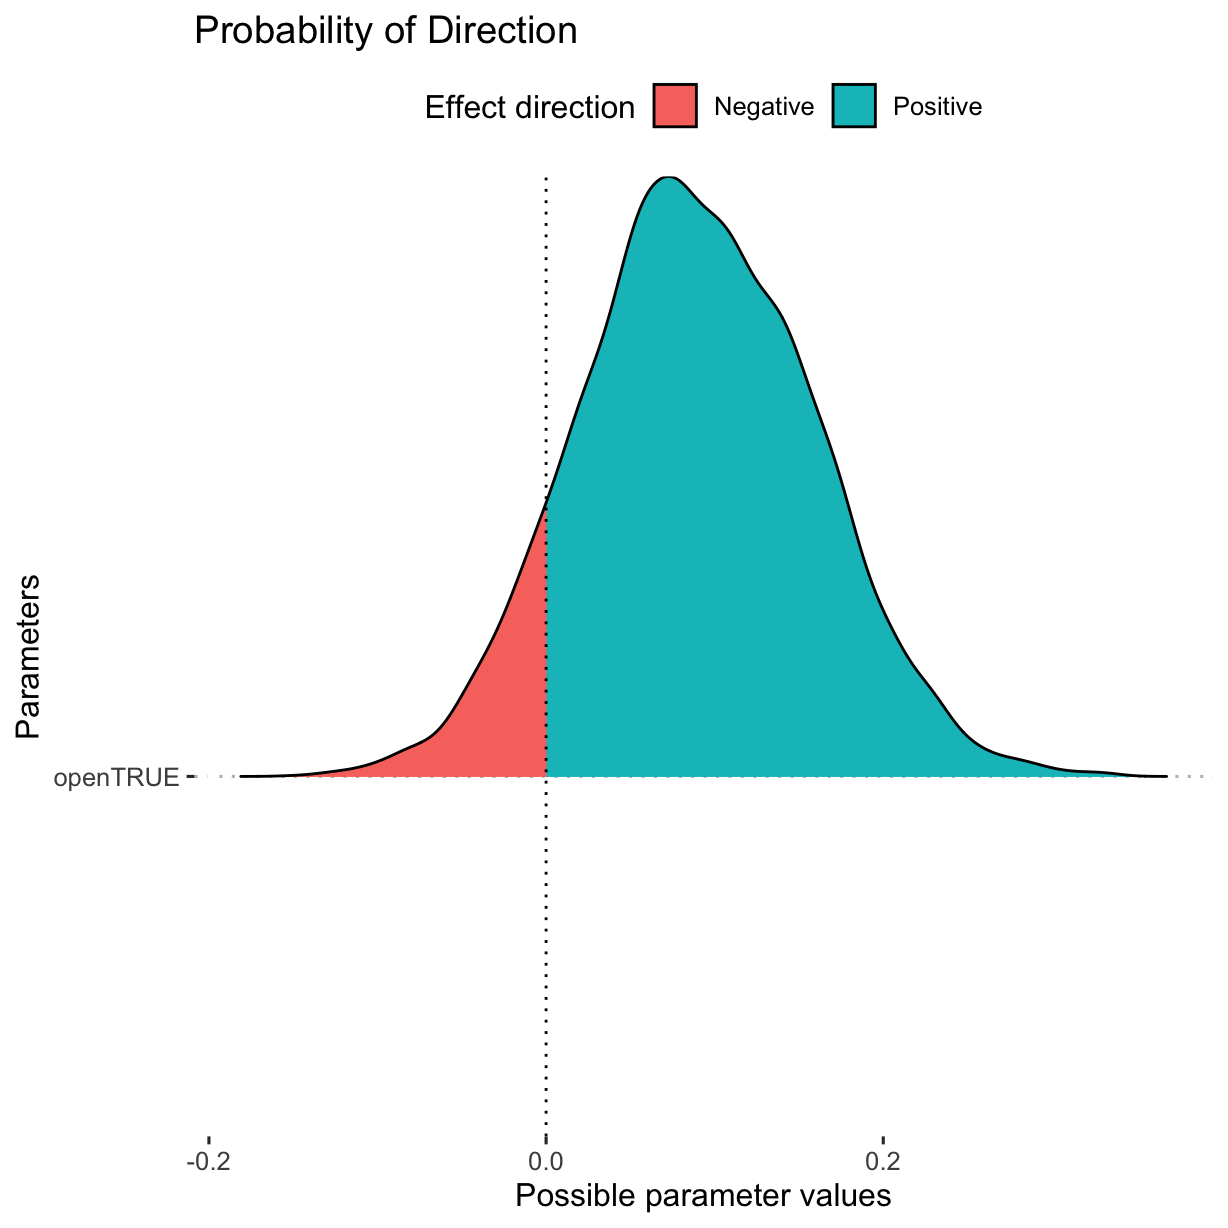 Probability of Direction
Effect direction Negative Positive
Parameters
openTRUE
-0.2 0.0 0.2
Possible parameter values